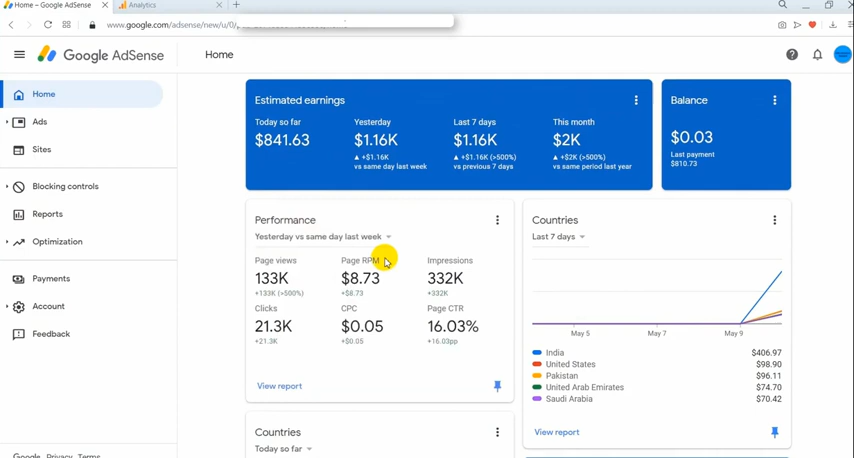 Home – Google AdSense
Analytics
www.google.com/adsense/new/u/0/
Google AdSense
Home
Home
Ads
Sites
Blocking controls
Reports
Optimization
Payments
Account
Feedback
Google Privacy Terms
Estimated earnings
Today so far Yesterday Last 7 days This month
$841.63 $1.16K $1.16K $2K
+$1.16K +$1.16K (>500%) +$2K (>500%)
vs same day last week vs previous 7 days vs same period last year
Balance
$0.03
Last payment
$810.73
Performance
Yesterday vs same day last week
Page views Page RPM Impressions
133K $8.73 332K
+133K (>500%) +$8.73 +332K
Clicks CPC Page CTR
21.3K $0.05 16.03%
+21.3K +$0.05 +16.03pp
View report
Countries
Last 7 days
May 5 May 7 May 9
India $406.97
United States $98.90
Pakistan $96.11
United Arab Emirates $74.70
Saudi Arabia $70.42
View report
Countries
Today so far